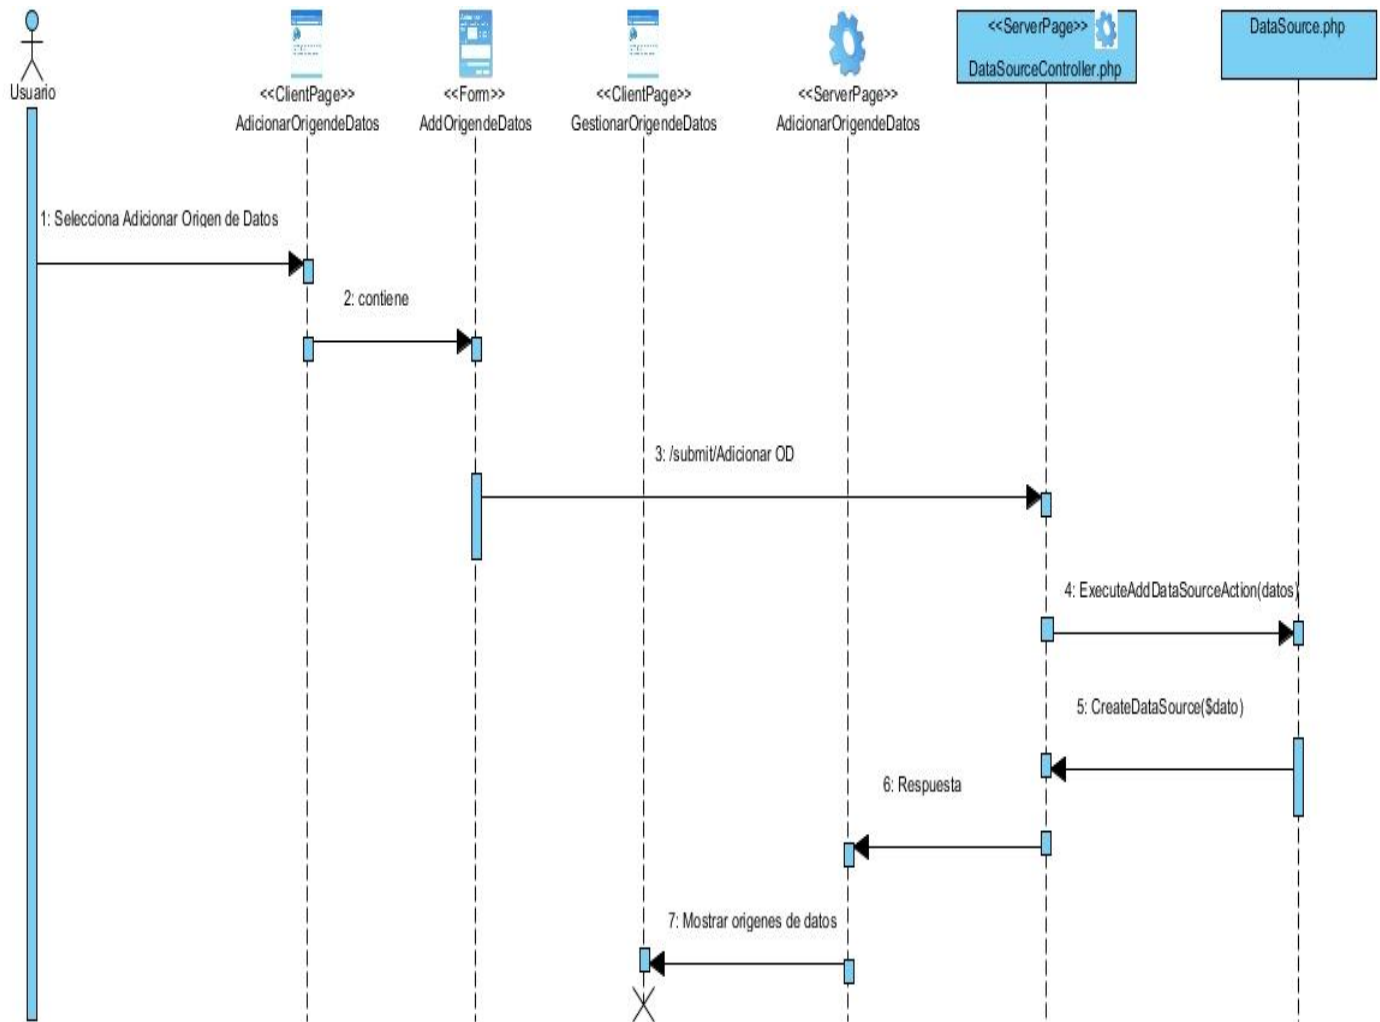 Usuario
<<ClientPage>>
AdicionarOrigendeDatos
<<Form>>
AddOrigendeDatos
<<ClientPage>>
GestionarOrigendeDatos
<<ServerPage>>
AdicionarOrigendeDatos
<<ServerPage>>
DataSourceController.php
DataSource.php
1: Selecciona Adicionar Origen de Datos
2: contiene
3: /submit/Adicionar OD
4: ExecuteAddDataSourceAction(datos)
5: CreateDataSource($dato)
6: Respuesta
7: Mostrar origenes de datos